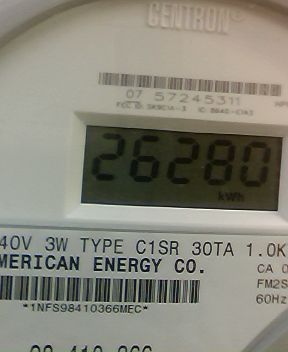 CENTRON®
07 57245311
26280
kWh
40V 3W TYPE C1SR 30TA 1.0K
MERICAN ENERGY CO.
CA 0
FM2S
60Hz
*1NFS98410366MEC*